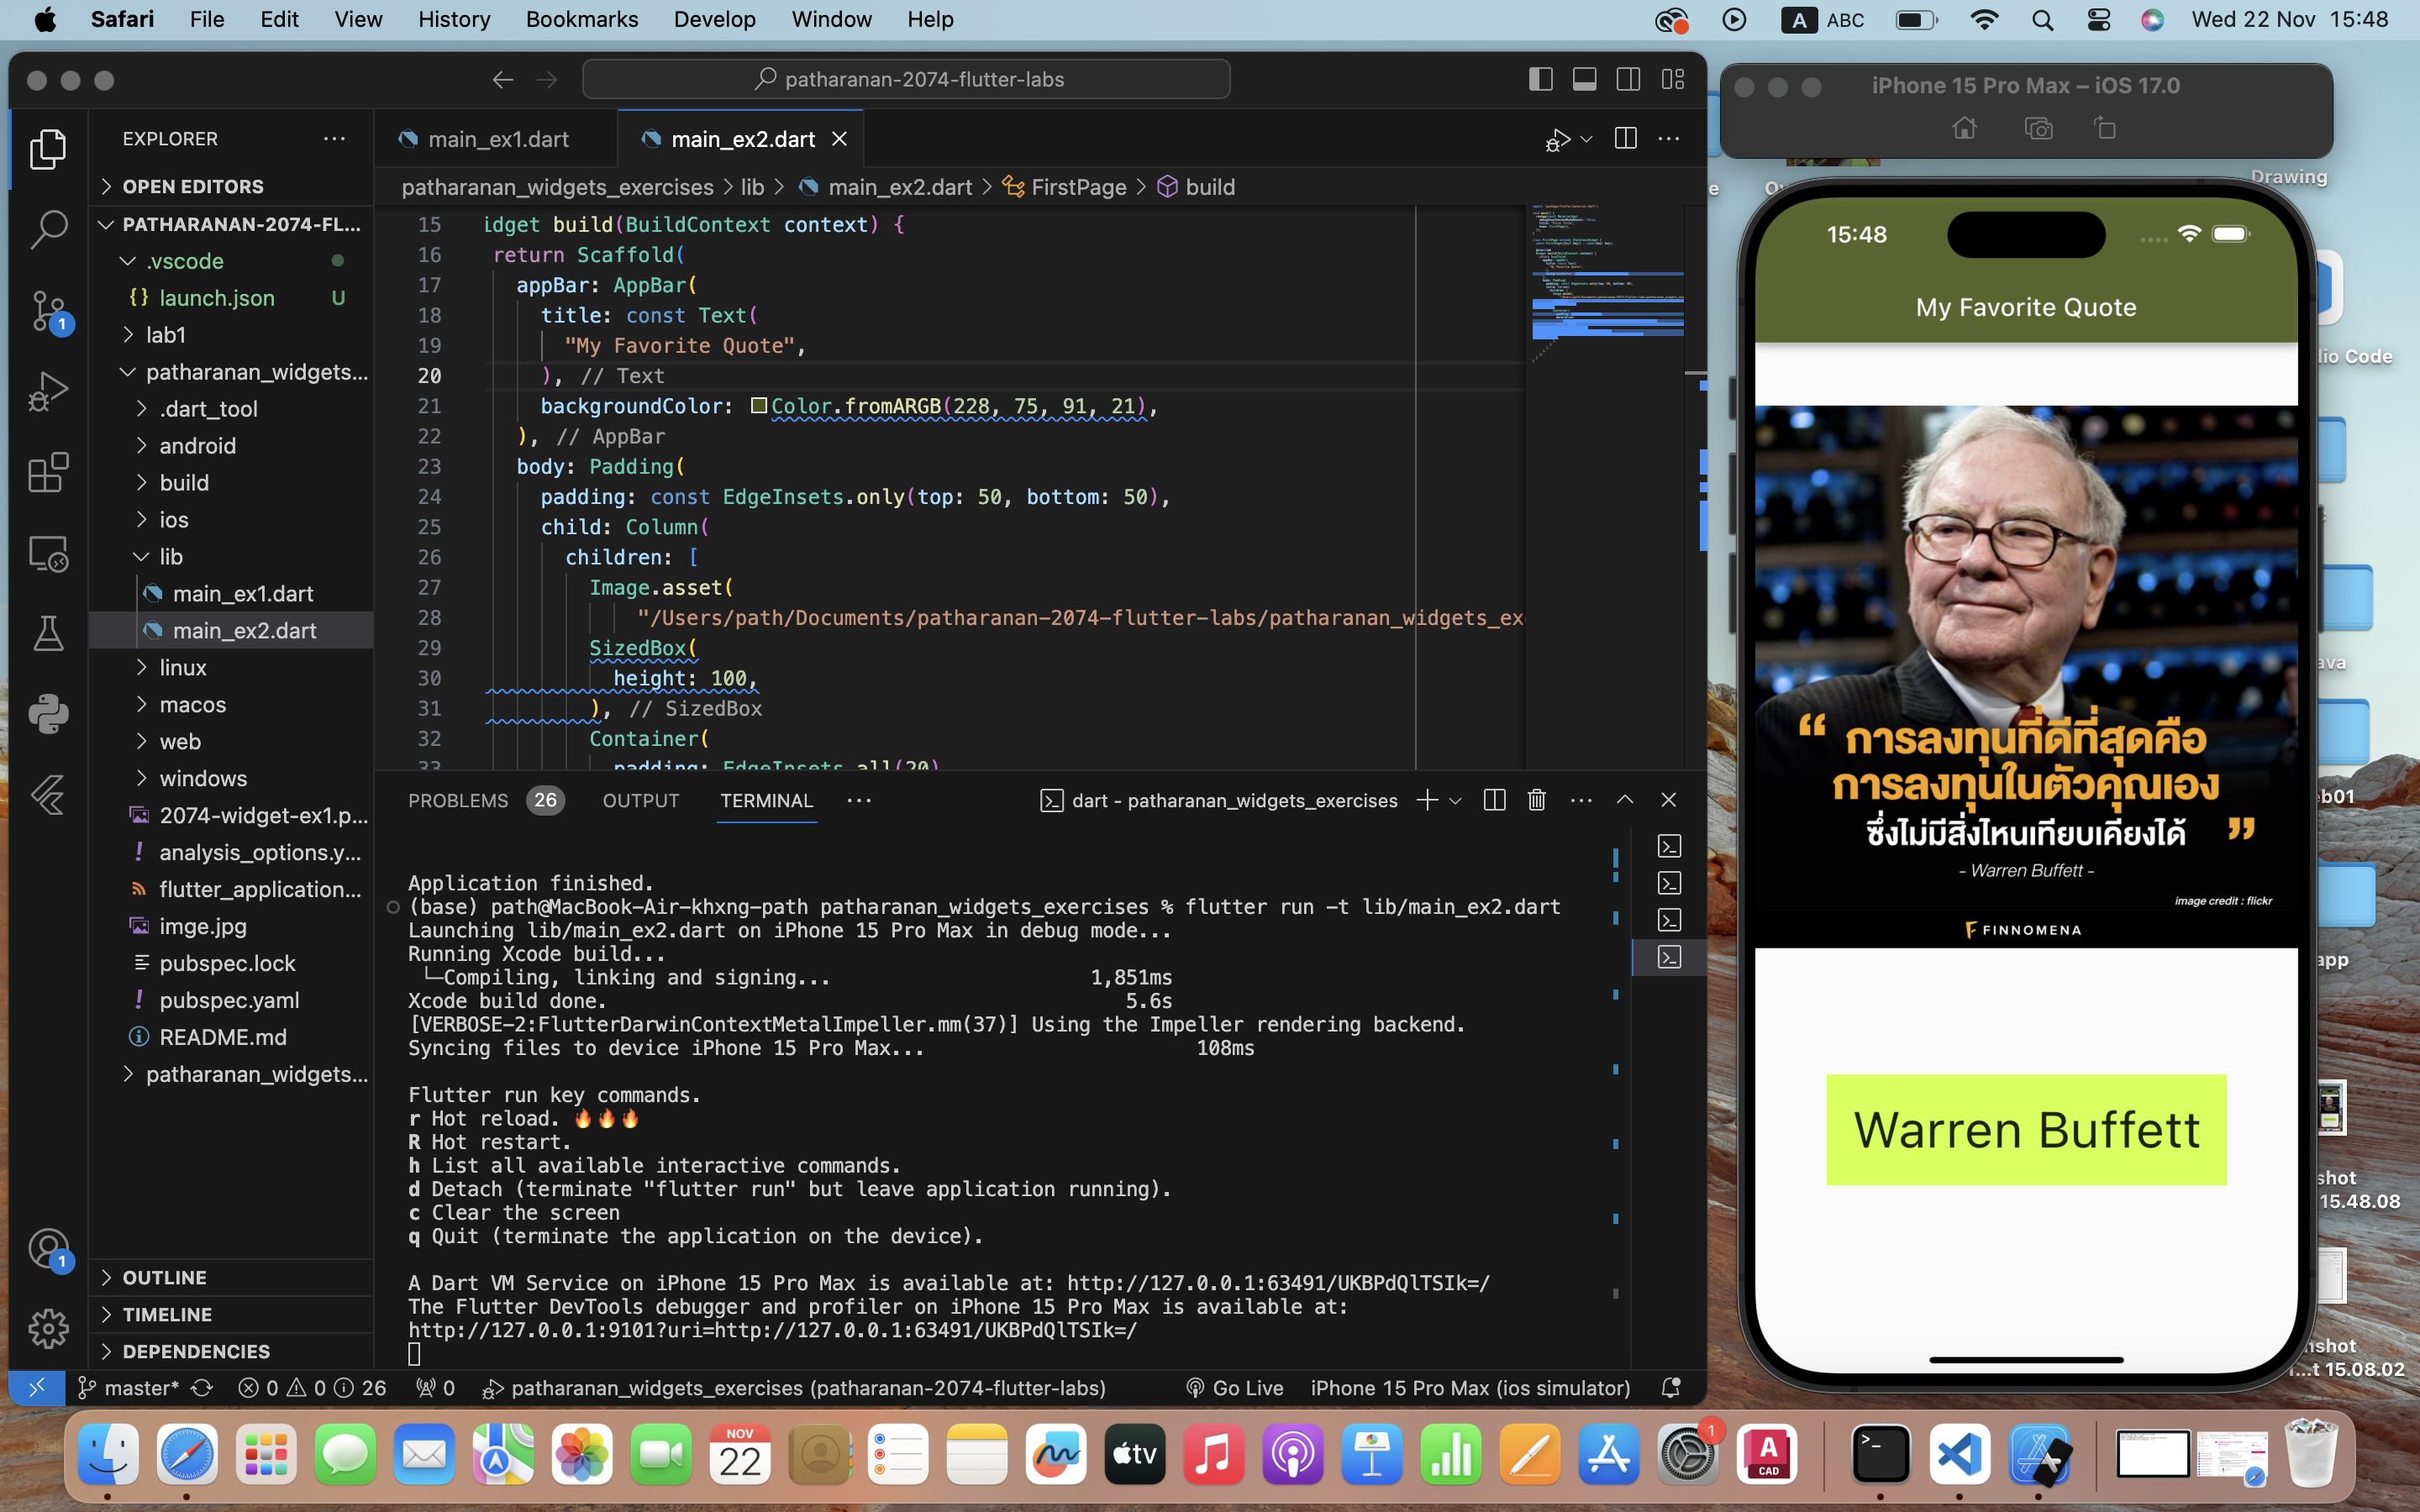 Safari File Edit View History Bookmarks Develop Window Help
A ABC Wed 22 Nov 15:48
patharanan-2074-flutter-labs
EXPLORER
OPEN EDITORS
PATHARANAN-2074-FL...
.vscode
{} launch.json U
lab1
patharanan_widgets...
.dart_tool
android
build
ios
lib
main_ex1.dart
main_ex2.dart
linux
macos
web
windows
2074-widget-ex1.p...
! analysis_options.y...
flutter_application...
imge.jpg
pubspec.lock
! pubspec.yaml
README.md
patharanan_widgets...
OUTLINE
TIMELINE
DEPENDENCIES
1
1
main_ex1.dart main_ex2.dart
patharanan_widgets_exercises > lib > main_ex2.dart > FirstPage > build
15 idget build(BuildContext context) {
16 return Scaffold(
17 appBar: AppBar(
18 title: const Text(
19 "My Favorite Quote",
20 ), // Text
21 backgroundColor: Color.fromARGB(228, 75, 91, 21),
22 ), // AppBar
23 body: Padding(
24 padding: const EdgeInsets.only(top: 50, bottom: 50),
25 child: Column(
26 children: [
27 Image.asset(
28 "/Users/path/Documents/patharanan-2074-flutter-labs/patharanan_widgets_ex
29 SizedBox(
30 height: 100,
31 ), // SizedBox
32 Container(
33 padding: EdgeInsets.all(20)
PROBLEMS 26 OUTPUT TERMINAL ...
dart - patharanan_widgets_exercises
Application finished.
(base) path@MacBook-Air-khxng-path patharanan_widgets_exercises % flutter run -t lib/main_ex2.dart
Launching lib/main_ex2.dart on iPhone 15 Pro Max in debug mode...
Running Xcode build...
└─Compiling, linking and signing... 1,851ms
Xcode build done. 5.6s
[VERBOSE-2:FlutterDarwinContextMetalImpeller.mm(37)] Using the Impeller rendering backend.
Syncing files to device iPhone 15 Pro Max... 108ms
Flutter run key commands.
r Hot reload. 🔥🔥🔥
R Hot restart.
h List all available interactive commands.
d Detach (terminate "flutter run" but leave application running).
c Clear the screen
q Quit (terminate the application on the device).
A Dart VM Service on iPhone 15 Pro Max is available at: http://127.0.0.1:63491/UKBPdQlTSIk=/
The Flutter DevTools debugger and profiler on iPhone 15 Pro Max is available at:
http://127.0.0.1:9101?uri=http://127.0.0.1:63491/UKBPdQlTSIk=/
master* 0 0 26 0 patharanan_widgets_exercises (patharanan-2074-flutter-labs) Go Live iPhone 15 Pro Max (ios simulator)
iPhone 15 Pro Max – iOS 17.0
15:48
My Favorite Quote
“ การลงทุนที่ดีที่สุดคือ
การลงทุนในตัวคุณเอง
ซึ่งไม่มีสิ่งไหนเทียบเคียงได้ ”
- Warren Buffett -
image credit : flickr
FINNOMENA
Warren Buffett
Drawing
dio Code
ava
eb01
app
shot
15.48.08
nshot
...t 15.08.02
NOV
22
tv
1
A
CAD